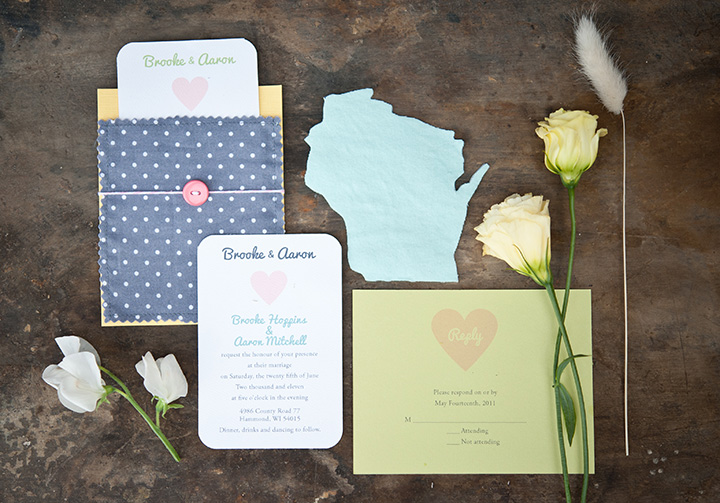 Brooke & Aaron
Brooke & Aaron
Brooke Hoppins
&
Aaron Mitchell
request the honour of your presence
at their marriage
on Saturday, the twenty fifth of June
Two thousand and eleven
at five o'clock in the evening
4986 County Road 77
Hammond, WI 54015
Dinner, drinks and dancing to follow.
Reply
Please respond on or by
May Fourteenth, 2011
M
Attending
Not attending